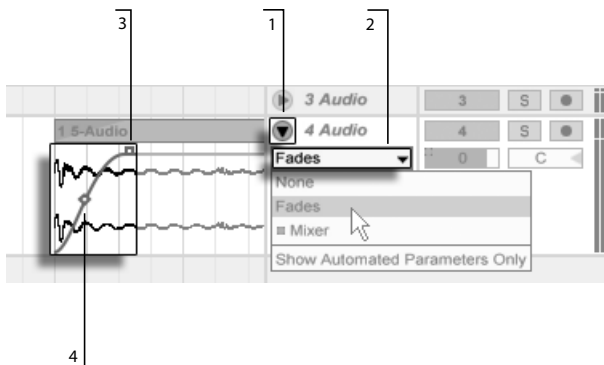 3 1 2
3 Audio 3 S
1 5-Audio 4 Audio 4 S
Fades 0 C
None
Fades
Mixer
Show Automated Parameters Only
4